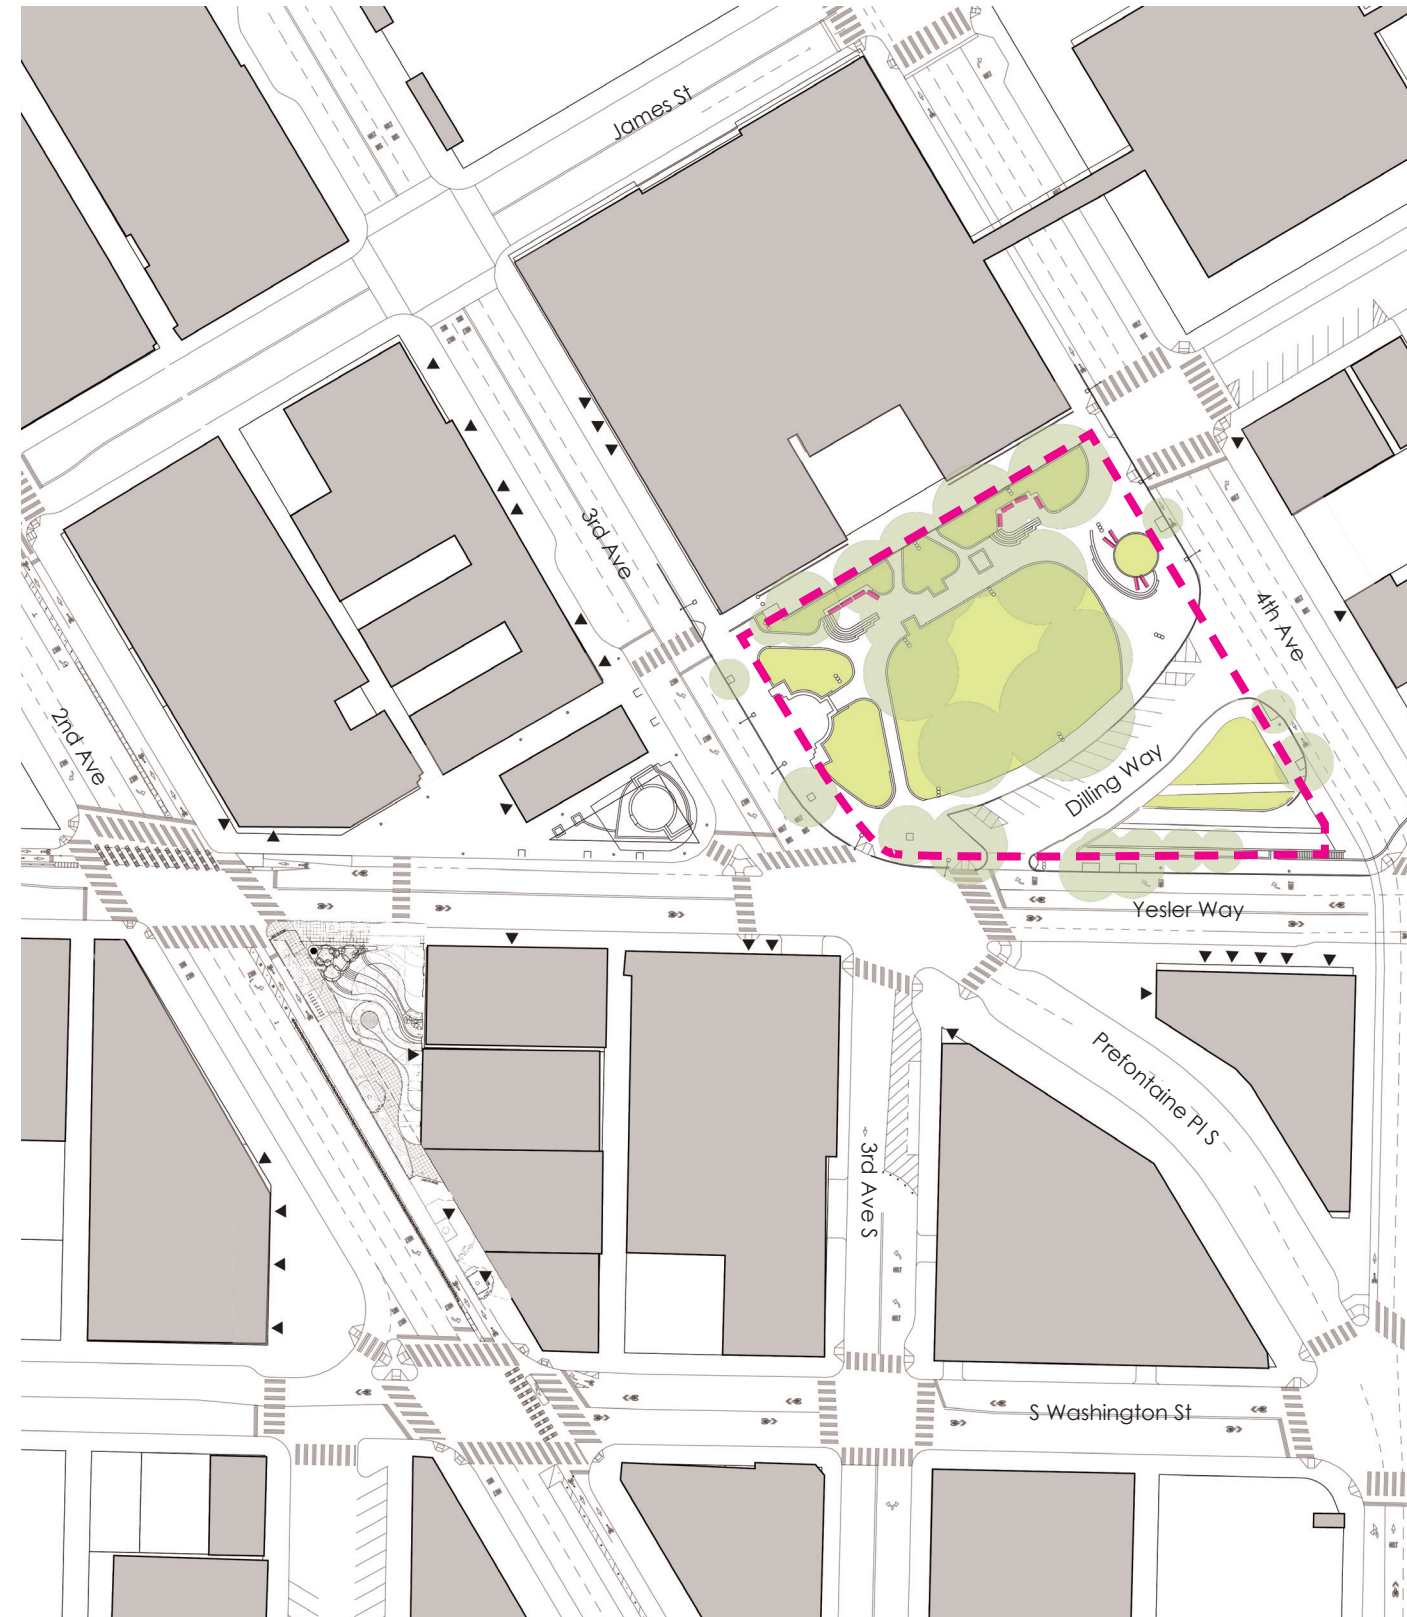 James St
3rd Ave
4th Ave
2nd Ave
Dilling Way
Yesler Way
Prefontaine Pl S
3rd Ave S
S Washington St